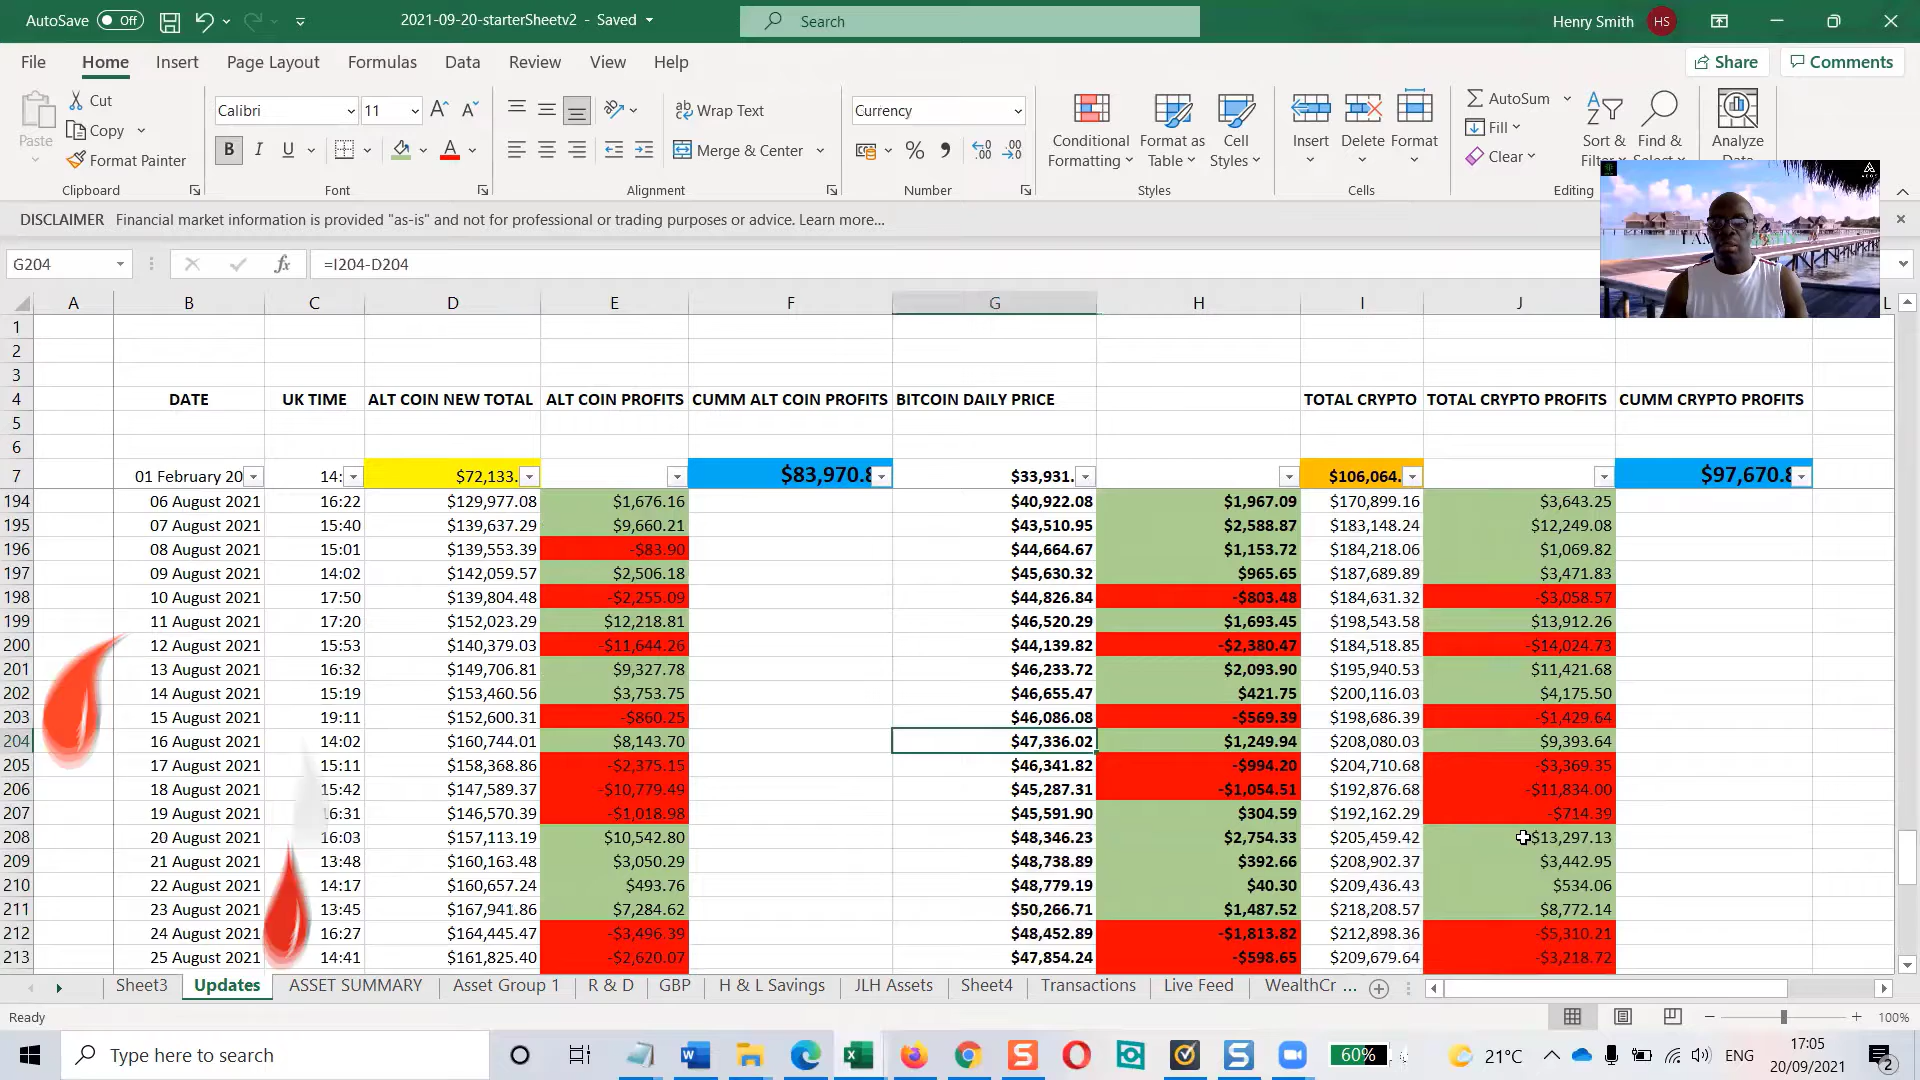 AutoSave Off 2021-09-20-starterSheetv2 - Saved Search Henry Smith HS
File Home Insert Page Layout Formulas Data Review View Help Share Comments
Paste Cut Copy Format Painter
Calibri 11 Wrap Text Currency Conditional Formatting Format as Table Cell Styles Insert Delete Format AutoSum Fill Clear Sort & Filter Find & Select Analyze Data
B I U A Merge & Center % 9
Clipboard Font Alignment Number Styles Cells Editing
DISCLAIMER Financial market information is provided "as-is" and not for professional or trading purposes or advice. Learn more...
G204 fx =I204-D204
A B C D E F G H I J L
1
2
3
4 DATE UK TIME ALT COIN NEW TOTAL ALT COIN PROFITS CUMM ALT COIN PROFITS BITCOIN DAILY PRICE TOTAL CRYPTO TOTAL CRYPTO PROFITS CUMM CRYPTO PROFITS
5
6
7 01 February 20 14: $72,133. $83,970.8 $33,931. $106,064. $97,670.8
194 06 August 2021 16:22 $129,977.08 $1,676.16 $40,922.08 $1,967.09 $170,899.16 $3,643.25
195 07 August 2021 15:40 $139,637.29 $9,660.21 $43,510.95 $2,588.87 $183,148.24 $12,249.08
196 08 August 2021 15:01 $139,553.39 -$83.90 $44,664.67 $1,153.72 $184,218.06 $1,069.82
197 09 August 2021 14:02 $142,059.57 $2,506.18 $45,630.32 $965.65 $187,689.89 $3,471.83
198 10 August 2021 17:50 $139,804.48 -$2,255.09 $44,826.84 -$803.48 $184,631.32 -$3,058.57
199 11 August 2021 17:20 $152,023.29 $12,218.81 $46,520.29 $1,693.45 $198,543.58 $13,912.26
200 12 August 2021 15:53 $140,379.03 -$11,644.26 $44,139.82 -$2,380.47 $184,518.85 -$14,024.73
201 13 August 2021 16:32 $149,706.81 $9,327.78 $46,233.72 $2,093.90 $195,940.53 $11,421.68
202 14 August 2021 15:19 $153,460.56 $3,753.75 $46,655.47 $421.75 $200,116.03 $4,175.50
203 15 August 2021 19:11 $152,600.31 -$860.25 $46,086.08 -$569.39 $198,686.39 -$1,429.64
204 16 August 2021 14:02 $160,744.01 $8,143.70 $47,336.02 $1,249.94 $208,080.03 $9,393.64
205 17 August 2021 15:11 $158,368.86 -$2,375.15 $46,341.82 -$994.20 $204,710.68 -$3,369.35
206 18 August 2021 15:42 $147,589.37 -$10,779.49 $45,287.31 -$1,054.51 $192,876.68 -$11,834.00
207 19 August 2021 16:31 $146,570.39 -$1,018.98 $45,591.90 $304.59 $192,162.29 -$714.39
208 20 August 2021 16:03 $157,113.19 $10,542.80 $48,346.23 $2,754.33 $205,459.42 $13,297.13
209 21 August 2021 13:48 $160,163.48 $3,050.29 $48,738.89 $392.66 $208,902.37 $3,442.95
210 22 August 2021 14:17 $160,657.24 $493.76 $48,779.19 $40.30 $209,436.43 $534.06
211 23 August 2021 13:45 $167,941.86 $7,284.62 $50,266.71 $1,487.52 $218,208.57 $8,772.14
212 24 August 2021 16:27 $164,445.47 -$3,496.39 $48,452.89 -$1,813.82 $212,898.36 -$5,310.21
213 25 August 2021 14:41 $161,825.40 -$2,620.07 $47,854.24 -$598.65 $209,679.64 -$3,218.72
Sheet3 Updates ASSET SUMMARY Asset Group 1 R & D GBP H & L Savings JLH Assets Sheet4 Transactions Live Feed WealthCr ...
Ready 100%
Type here to search 60% 21°C ENG 17:05
20/09/2021 2